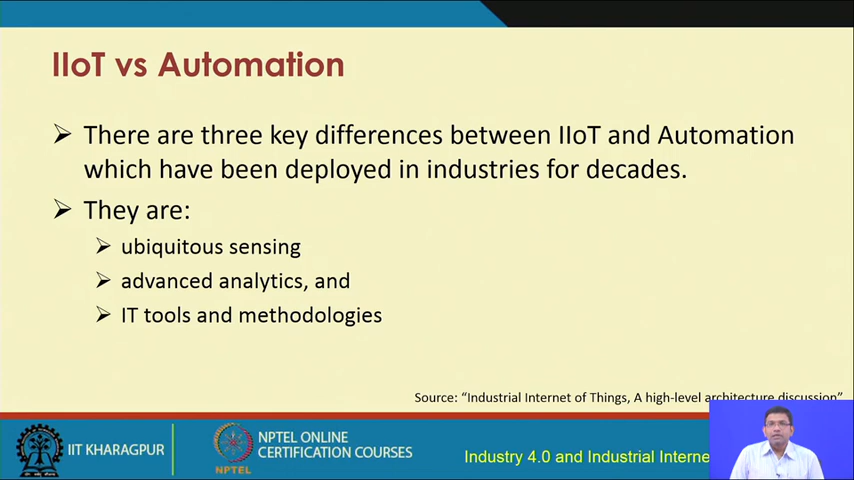 IIoT vs Automation
There are three key differences between IIoT and Automation
which have been deployed in industries for decades.
They are:
ubiquitous sensing
advanced analytics, and
IT tools and methodologies
Source: “Industrial Internet of Things, A high-level architecture discussion”
IIT KHARAGPUR
NPTEL
NPTEL ONLINE
CERTIFICATION COURSES
Industry 4.0 and Industrial Interne